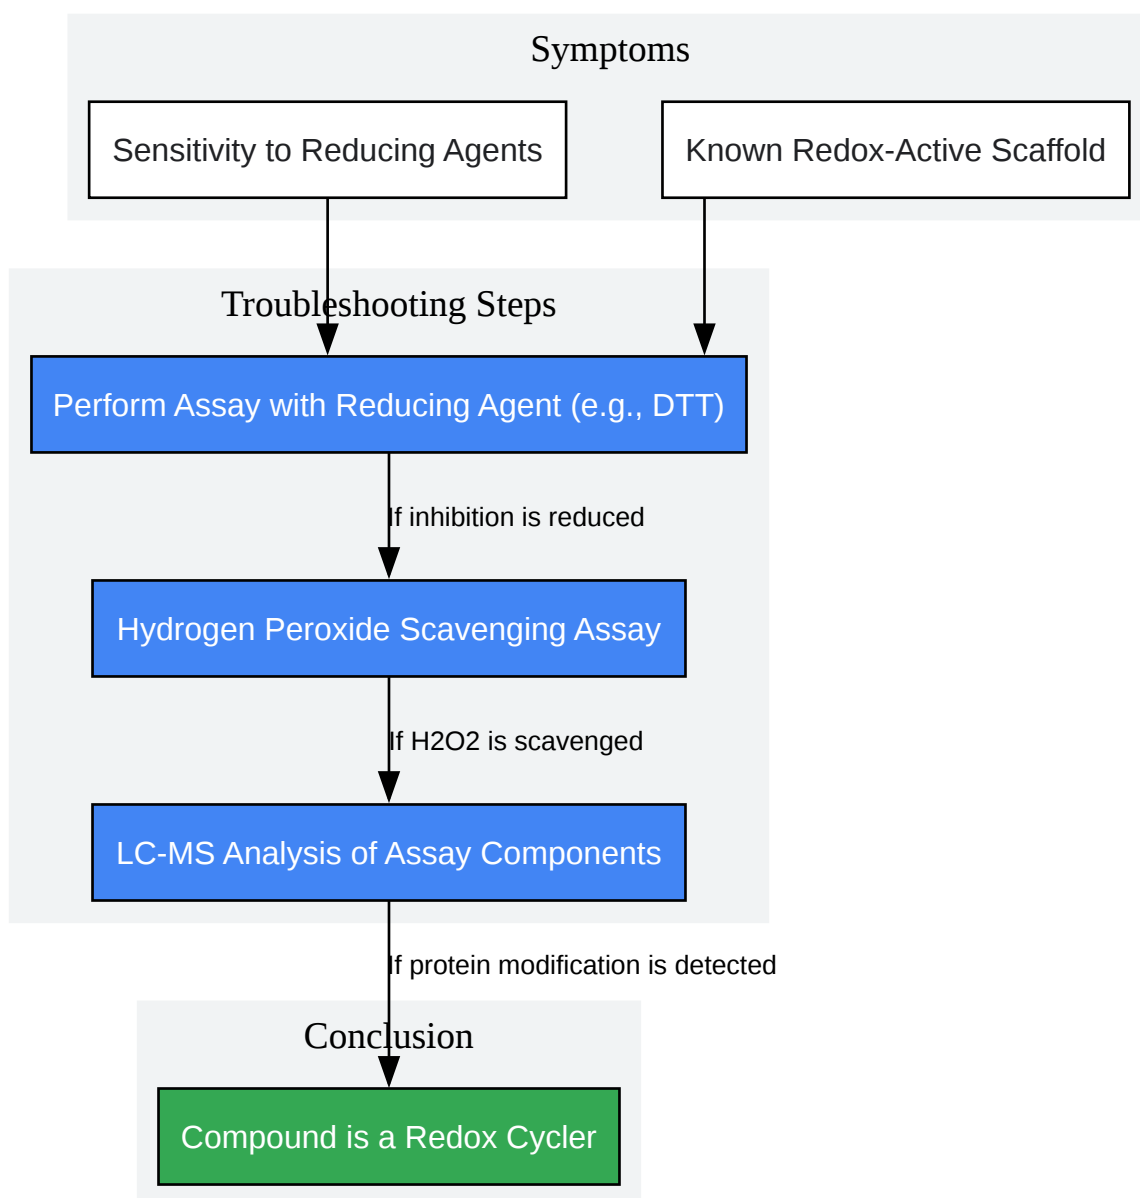 Symptoms
Sensitivity to Reducing Agents
Known Redox-Active Scaffold
Troubleshooting Steps
Perform Assay with Reducing Agent (e.g., DTT)
If inhibition is reduced
Hydrogen Peroxide Scavenging Assay
If H2O2 is scavenged
LC-MS Analysis of Assay Components
If protein modification is detected
Conclusion
Compound is a Redox Cycler